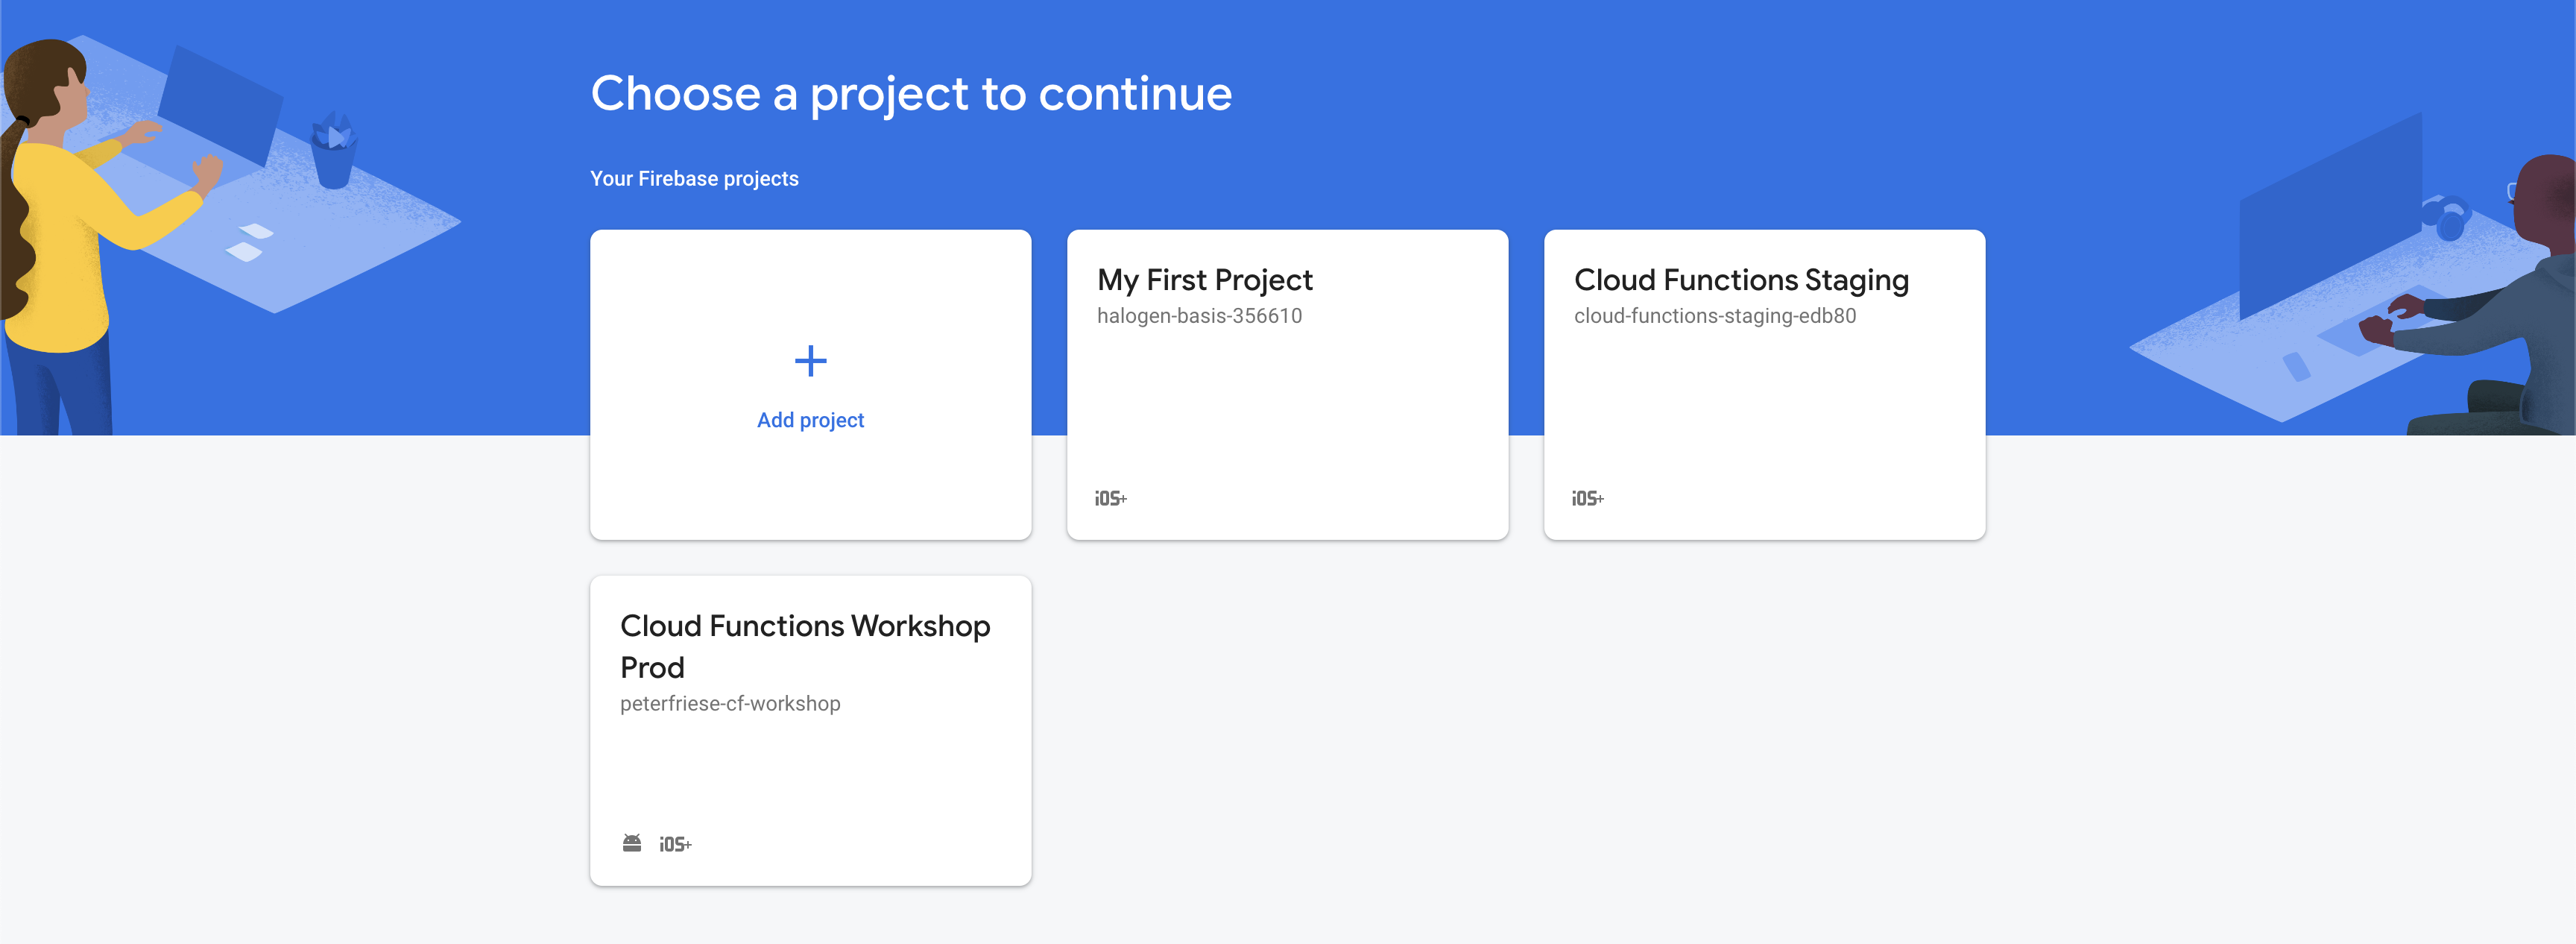 Choose a project to continue
Your Firebase projects
Add project
My First Project
halogen-basis-356610
iOS+
Cloud Functions Staging
cloud-functions-staging-edb80
iOS+
Cloud Functions Workshop
Prod
peterfriese-cf-workshop
iOS+